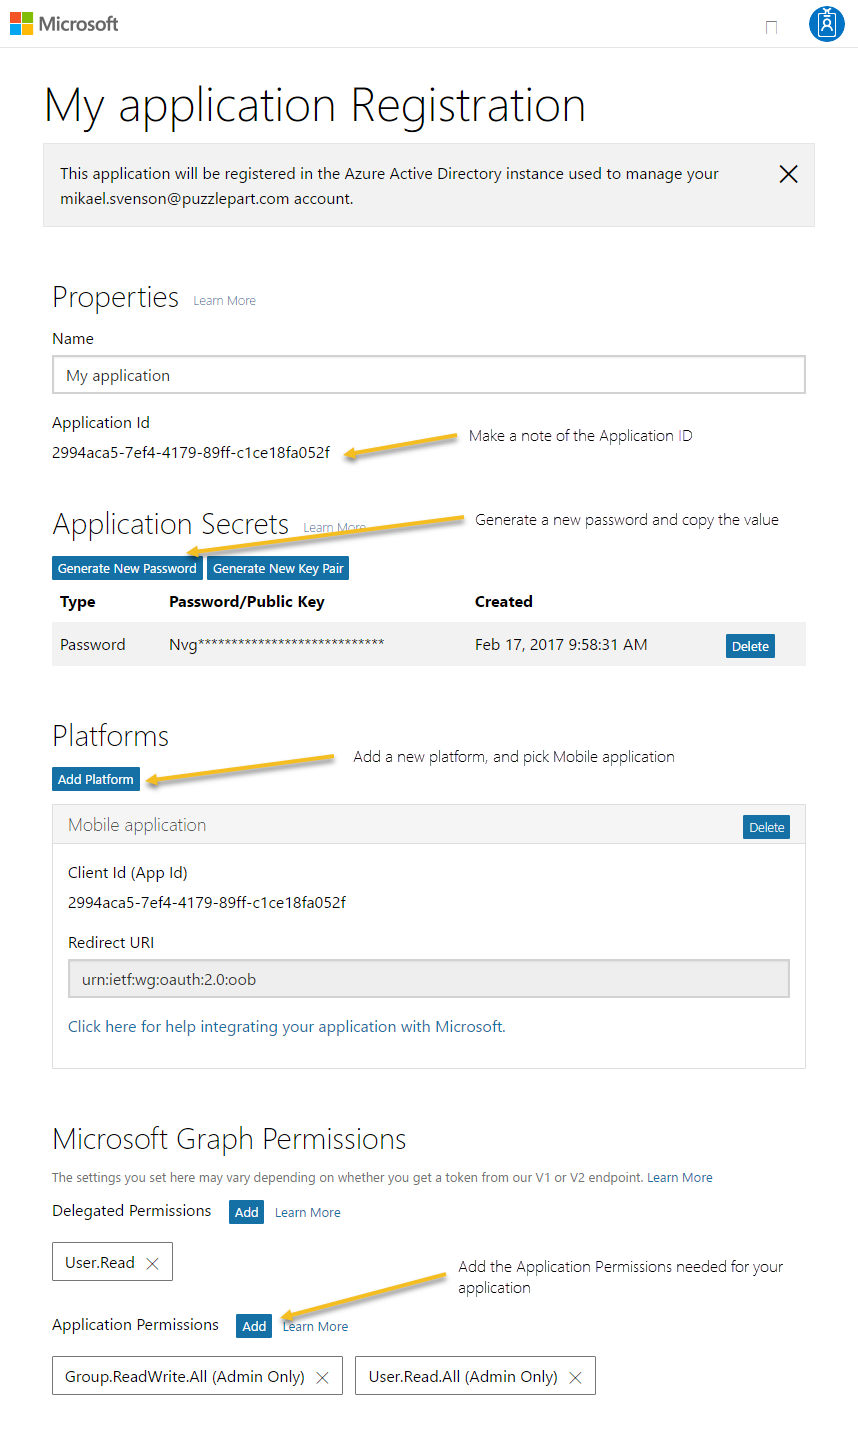 Microsoft
My application Registration
This application will be registered in the Azure Active Directory instance used to manage your
mikael.svenson@puzzlepart.com account.
Properties Learn More
Name
My application
Application Id
2994aca5-7ef4-4179-89ff-c1ce18fa052f
Make a note of the Application ID
Application Secrets Learn More
Generate a new password and copy the value
Generate New Password Generate New Key Pair
Type Password/Public Key Created
Password Nvg**************************** Feb 17, 2017 9:58:31 AM Delete
Platforms
Add a new platform, and pick Mobile application
Add Platform
Mobile application Delete
Client Id (App Id)
2994aca5-7ef4-4179-89ff-c1ce18fa052f
Redirect URI
urn:ietf:wg:oauth:2.0:oob
Click here for help integrating your application with Microsoft.
Microsoft Graph Permissions
The settings you set here may vary depending on whether you get a token from our V1 or V2 endpoint. Learn More
Delegated Permissions Add Learn More
User.Read
Add the Application Permissions needed for your
application
Application Permissions Add Learn More
Group.ReadWrite.All (Admin Only) User.Read.All (Admin Only)